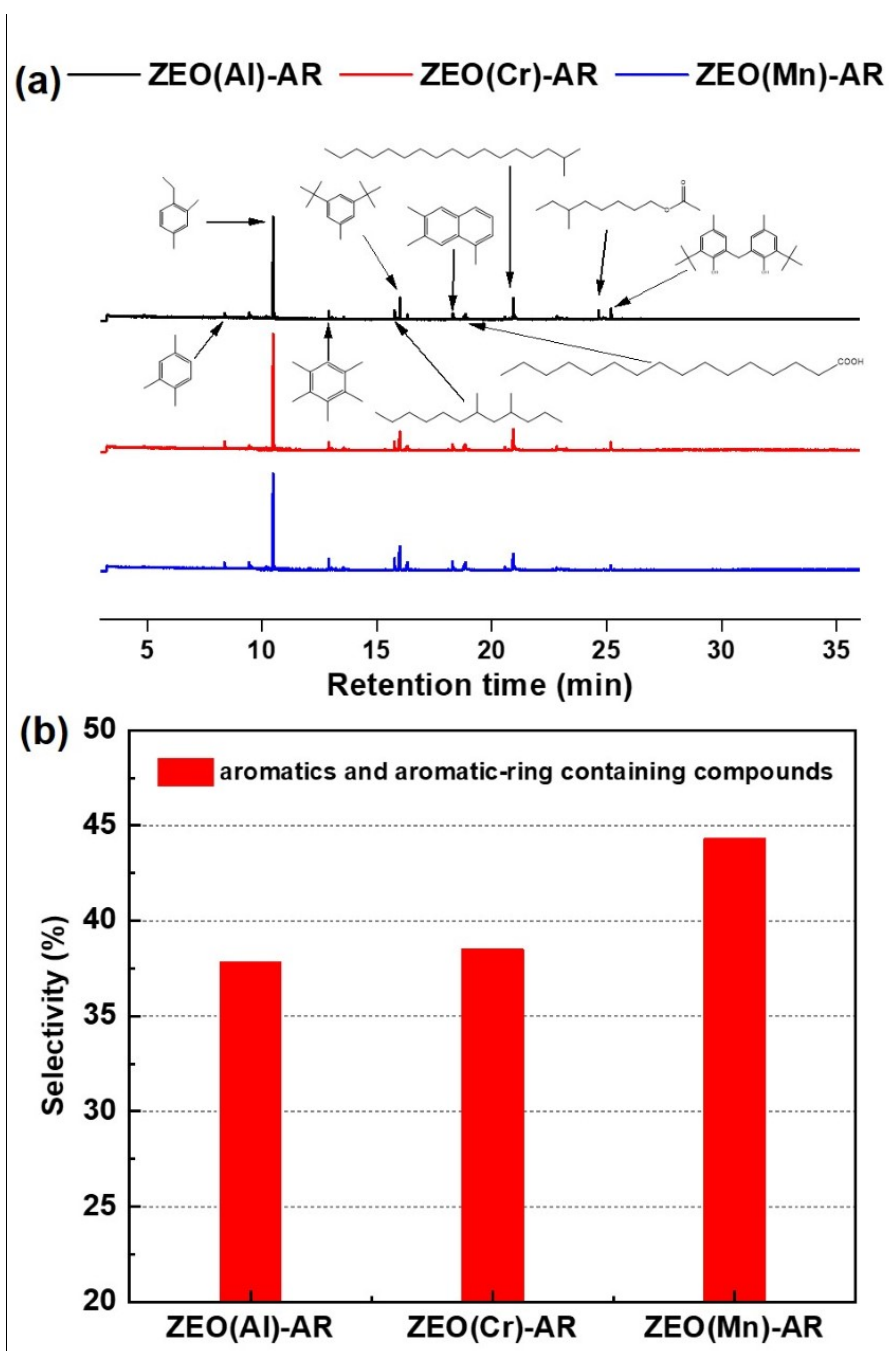 (a) ZEO(Al)-AR ZEO(Cr)-AR ZEO(Mn)-AR
O
O
OH OH
COOH
5 10 15 20 25 30 35
Retention time (min)
(b)
50
45
40
35
30
25
20
Selectivity (%)
aromatics and aromatic-ring containing compounds
ZEO(Al)-AR ZEO(Cr)-AR ZEO(Mn)-AR